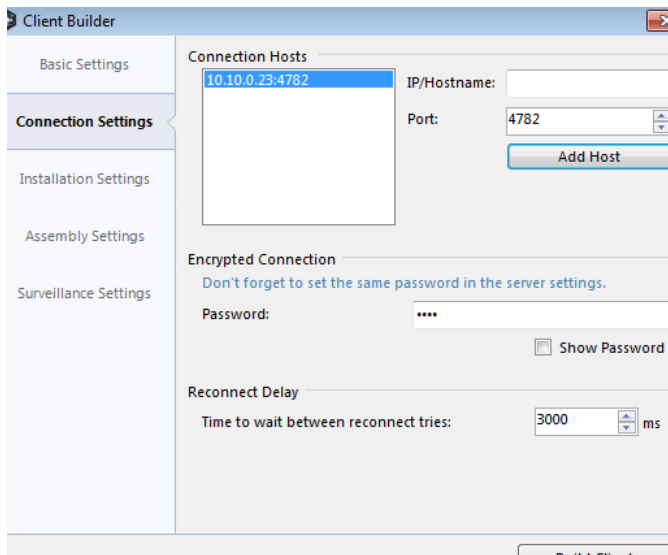 Client Builder
Basic Settings
Connection Settings
Installation Settings
Assembly Settings
Surveillance Settings
Connection Hosts
10.10.0.23:4782
IP/Hostname:
Port: 4782
Add Host
Encrypted Connection
Don't forget to set the same password in the server settings.
Password: ••••
Show Password
Reconnect Delay
Time to wait between reconnect tries: 3000 ms